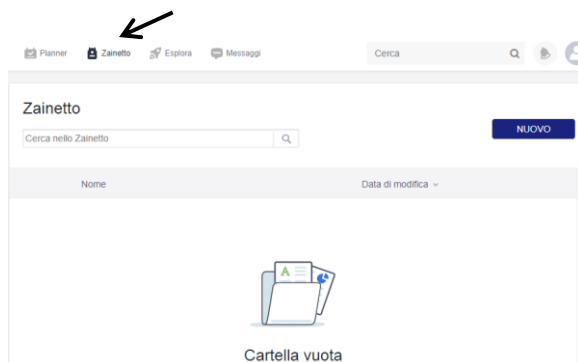 Planner Zainetto Esplora Messaggi Cerca
Zainetto
Cerca nello Zainetto
NUOVO
Nome Data di modifica
A
Cartella vuota